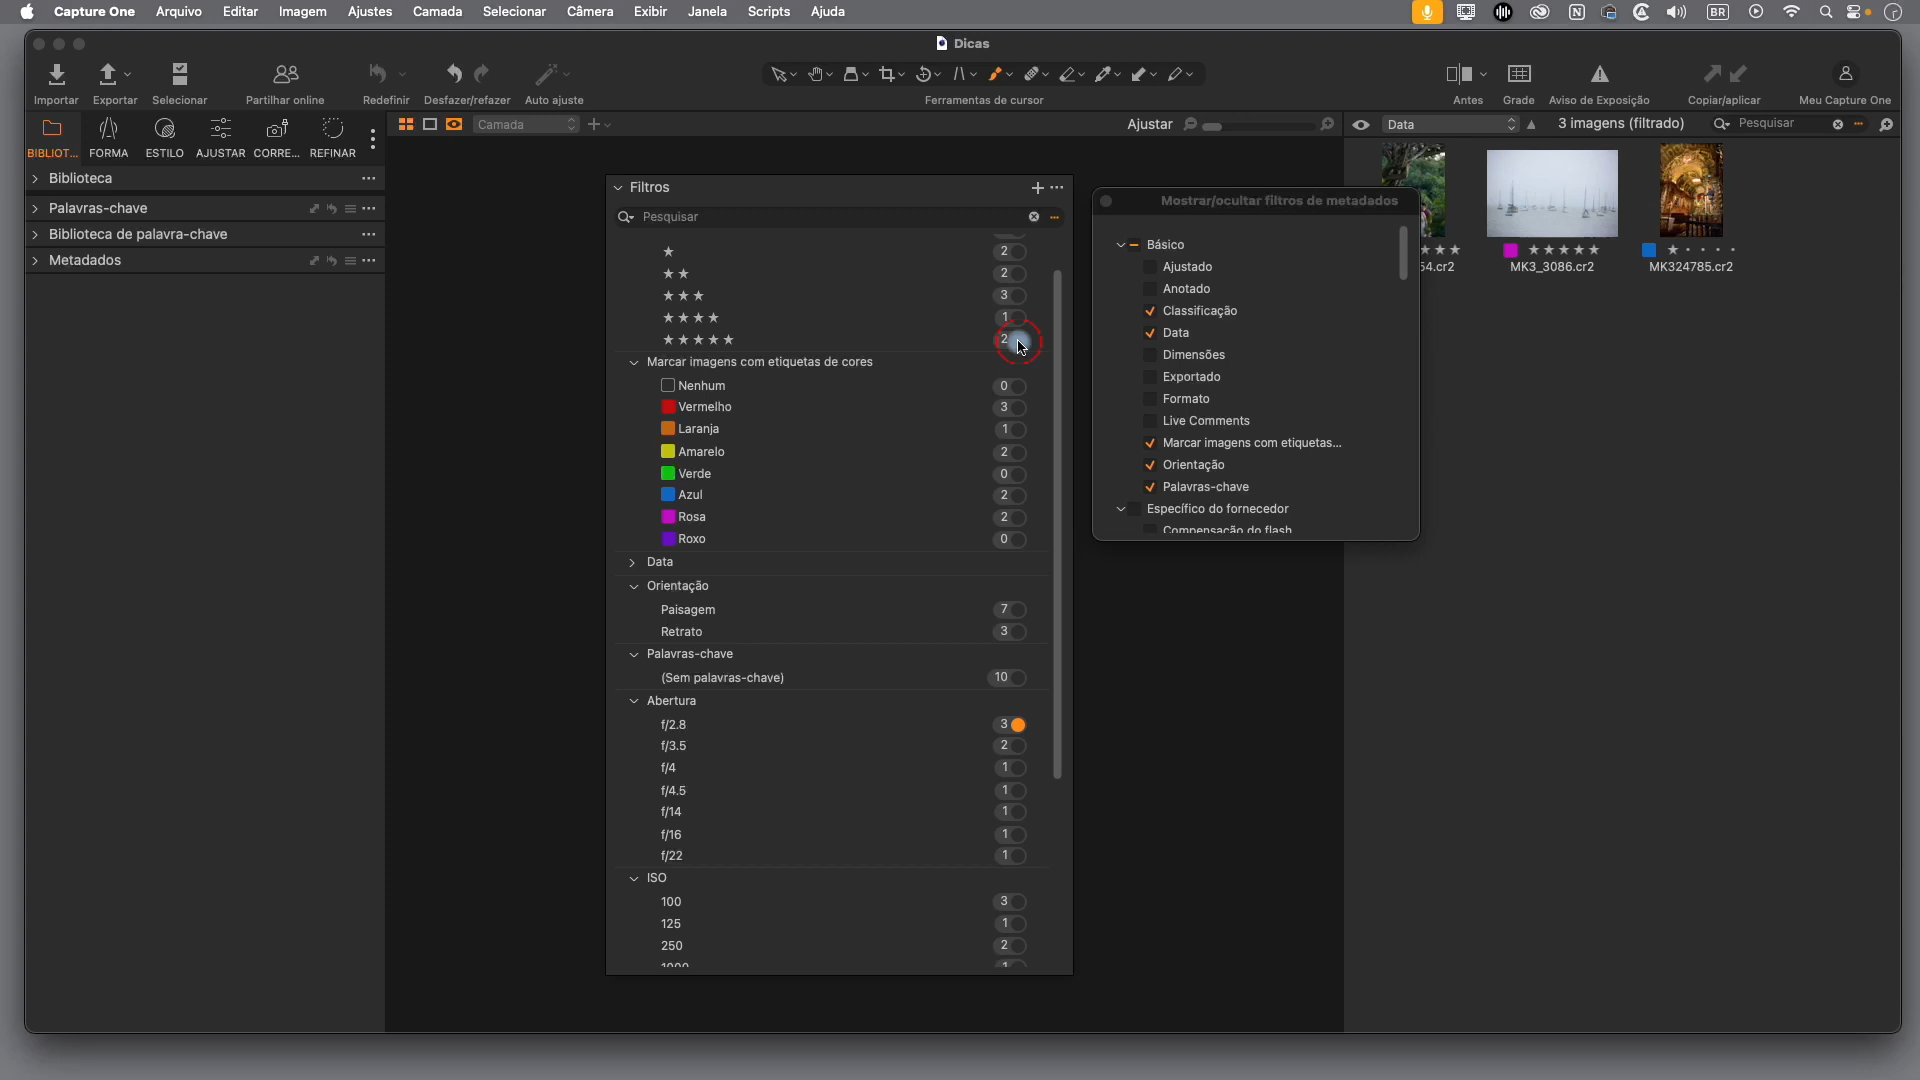 Capture One Arquivo Editar Imagem Ajustes Camada Selecionar Câmera Exibir Janela Scripts Ajuda
BR
Dicas
Importar Exportar Selecionar Partilhar online Redefinir Desfazer/refazer Auto ajuste Ferramentas de cursor Antes Grade Aviso de Exposição Copiar/aplicar Meu Capture One
BIBLIOT... FORMA ESTILO AJUSTAR CORRE... REFINAR
Camada
Ajustar
Data
3 imagens (filtrado)
Pesquisar
Biblioteca
Palavras-chave
Biblioteca de palavra-chave
Metadados
Filtros
Pesquisar
★ 2
★★ 2
★★★ 3
★★★★ 1
★★★★★ 2
Marcar imagens com etiquetas de cores
Nenhum 0
Vermelho 3
Laranja 1
Amarelo 2
Verde 0
Azul 2
Rosa 2
Roxo 0
Data
Orientação
Paisagem 7
Retrato 3
Palavras-chave
(Sem palavras-chave) 10
Abertura
f/2.8 3
f/3.5 2
f/4 1
f/4.5 1
f/14 1
f/16 1
f/22 1
ISO
100 3
125 1
250 2
1000 1
Mostrar/ocultar filtros de metadados
Básico
Ajustado
Anotado
Classificação
Data
Dimensões
Exportado
Formato
Live Comments
Marcar imagens com etiquetas...
Orientação
Palavras-chave
Específico do fornecedor
Compensação do flash
54.cr2
MK3_3086.cr2
MK324785.cr2